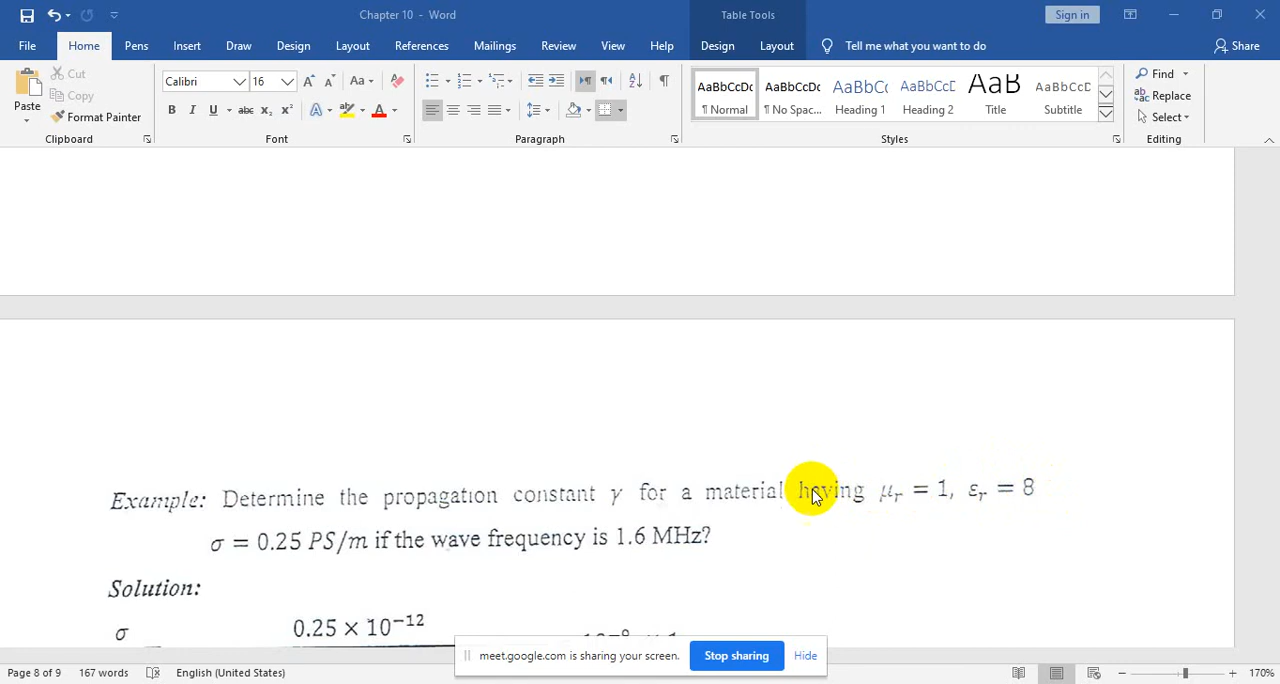 Chapter 10 - Word
Table Tools
Sign in
File Home Pens Insert Draw Design Layout References Mailings Review View Help Design Layout Tell me what you want to do Share
Paste
Cut
Copy
Format Painter
Calibri 16
B I U abc x₂ x² A A
AaBbCcDc AaBbCcDc AaBbCc AaBbCcD AaB AaBbCcD
¶ Normal ¶ No Spac... Heading 1 Heading 2 Title Subtitle
Find
Replace
Select
Clipboard Font Paragraph Styles Editing
Example: Determine the propagation constant γ for a material having μᵣ = 1, εᵣ = 8
σ = 0.25 PS/m if the wave frequency is 1.6 MHz?
Solution:
σ 0.25 × 10⁻¹²
meet.google.com is sharing your screen. Stop sharing Hide
Page 8 of 9 167 words English (United States) 170%